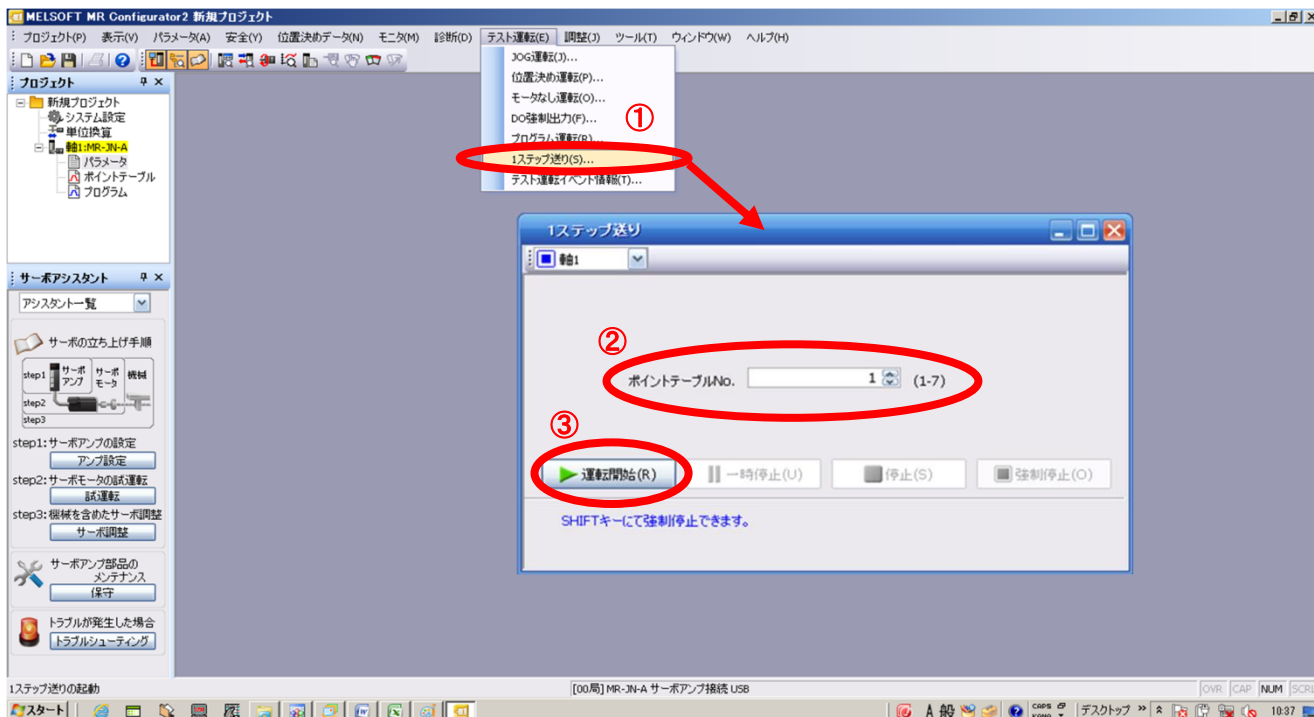 MELSOFT MR Configurator2 新規プロジェクト
プロジェクト(P) 表示(V) パラメータ(A) 安全(Y) 位置決めデータ(N) モニタ(M) 診断(D) テスト運転(E) 調整(J) ツール(T) ウィンドウ(W) ヘルプ(H)
JOG運転(J)...
位置決め運転(P)...
モータなし運転(O)...
DO強制出力(F)...
①
プログラム運転(R)...
1ステップ送り(S)...
テスト運転イベント情報(T)...
プロジェクト
新規プロジェクト
システム設定
単位換算
軸1:MR-JN-A
パラメータ
ポイントテーブル
プログラム
サーボアシスタント
アシスタント一覧
サーボの立ち上げ手順
step1 サーボアンプ サーボモータ 機械
step2
step3
step1:サーボアンプの設定
アンプ設定
step2:サーボモータの試運転
試運転
step3:機械を含めたサーボ調整
サーボ調整
サーボアンプ部品の
メンテナンス
保守
トラブルが発生した場合
トラブルシューティング
1ステップ送り
軸1
②
ポイントテーブルNo. 1 (1-7)
③
運転開始(R) 一時停止(U) 停止(S) 強制停止(O)
SHIFTキーにて強制停止できます。
1ステップ送りの起動 [00局] MR-JN-A サーボアンプ接続 USB OVR CAP NUM SCRL
スタート A 般 CAPS KANA デスクトップ 10:37